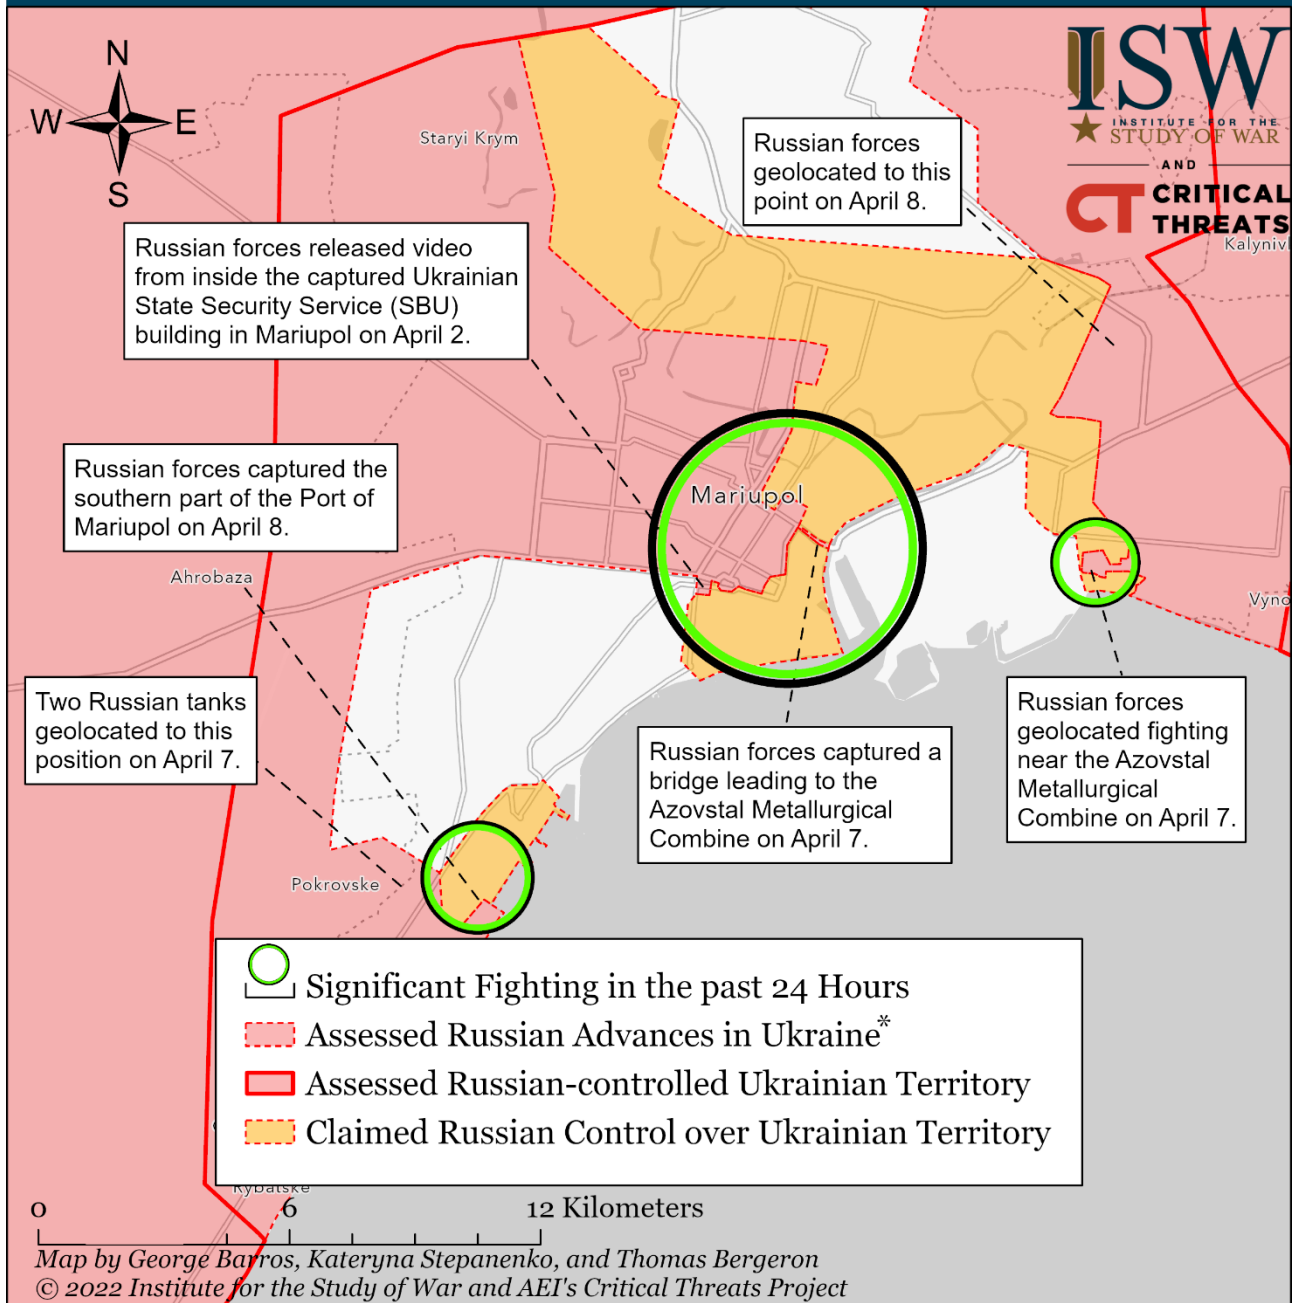 N
W
E
S
ISW
INSTITUTE FOR THE
STUDY OF WAR
AND
CT CRITICAL
THREATS
Staryi Krym
Russian forces
geolocated to this
point on April 8.
Kalynivk
Russian forces released video
from inside the captured Ukrainian
State Security Service (SBU)
building in Mariupol on April 2.
Russian forces captured the
southern part of the Port of
Mariupol on April 8.
Mariupol
Ahrobaza
Vyno
Two Russian tanks
geolocated to this
position on April 7.
Russian forces captured a
bridge leading to the
Azovstal Metallurgical
Combine on April 7.
Russian forces
geolocated fighting
near the Azovstal
Metallurgical
Combine on April 7.
Pokrovske
Significant Fighting in the past 24 Hours
Assessed Russian Advances in Ukraine*
Assessed Russian-controlled Ukrainian Territory
Claimed Russian Control over Ukrainian Territory
Rybatske
0 6 12 Kilometers
Map by George Barros, Kateryna Stepanenko, and Thomas Bergeron
© 2022 Institute for the Study of War and AEI's Critical Threats Project